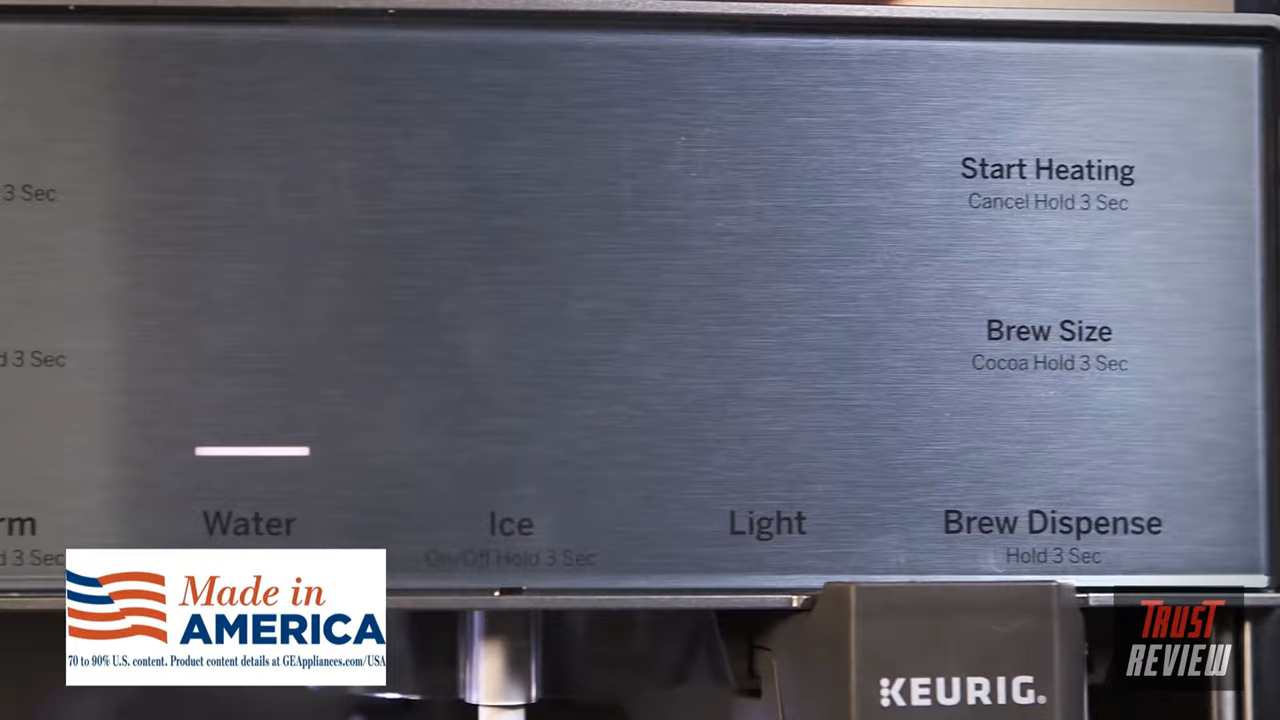 Start Heating
Cancel Hold 3 Sec
3 Sec
Brew Size
Cocoa Hold 3 Sec
3 Sec
Water
Ice
Light
Brew Dispense
3 Sec
On/Off Hold 3 Sec
Hold 3 Sec
Made in
AMERICA
70 to 90% U.S. content. Product content details at GEAppliances.com/USA
TRUST
REVIEW
KEURIG.